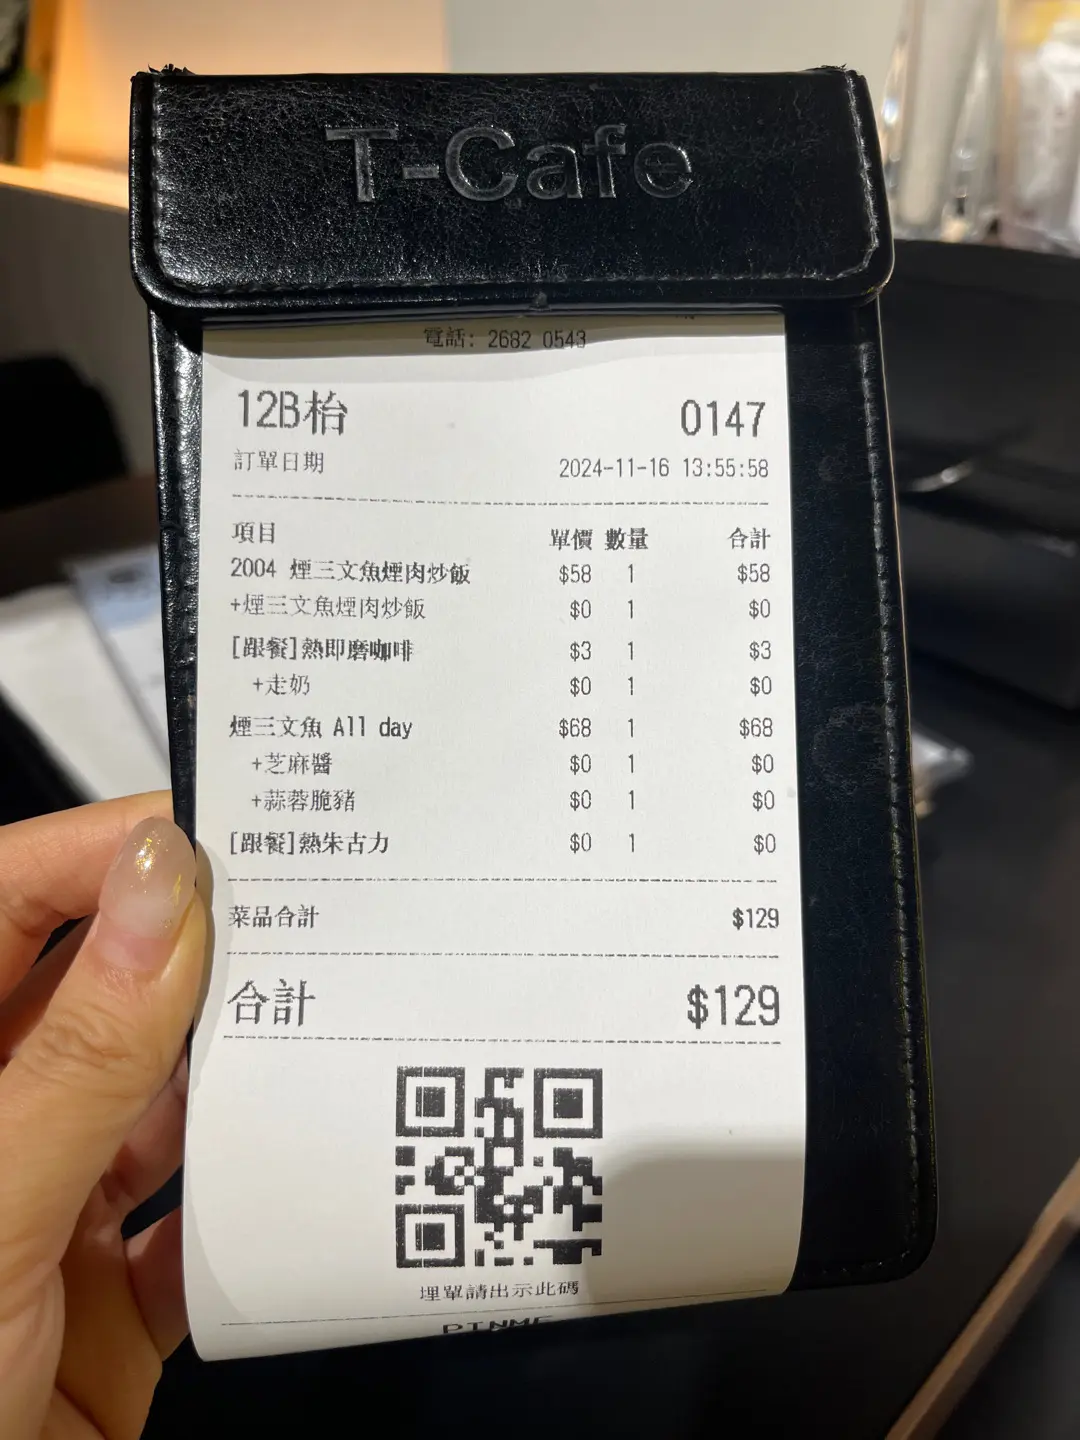 T-Cafe
電話: 2682 0543
12B枱 0147
訂單日期 2024-11-16 13:55:58
項目 單價 數量 合計
2004 煙三文魚煙肉炒飯 $58 1 $58
+煙三文魚煙肉炒飯 $0 1 $0
[跟餐]熱即磨咖啡 $3 1 $3
+走奶 $0 1 $0
煙三文魚 All day $68 1 $68
+芝麻醬 $0 1 $0
+蒜蓉脆豬 $0 1 $0
[跟餐]熱朱古力 $0 1 $0
菜品合計 $129
合計 $129
埋單請出示此碼